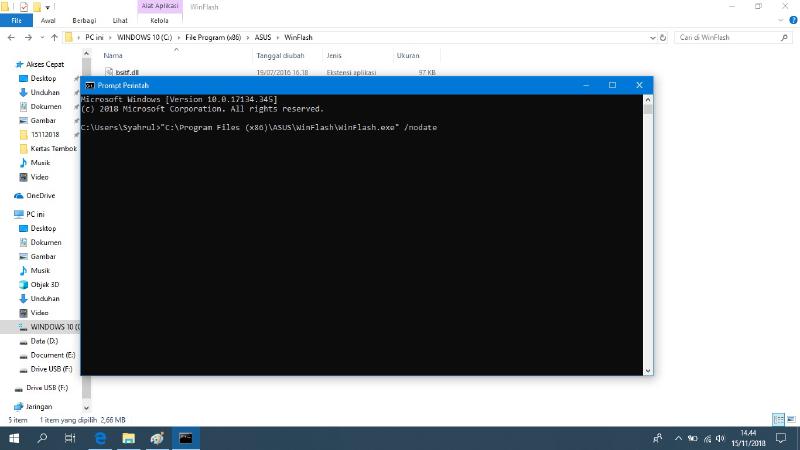 Alat Aplikasi
WinFlash
File
Awal
Berbagi
Lihat
Kelola
PC ini > WINDOWS 10 (C:) > File Program (x86) > ASUS > WinFlash
Cari di WinFlash
Nama
Tanggal diubah
Jenis
Ukuran
bsitf.dll
19/07/2016 16.18
Ekstensi aplikasi
97 KB
Akses Cepat
Desktop
Unduhan
Dokumen
Gambar
15112018
Kertas Tembok
Musik
Video
OneDrive
PC ini
Desktop
Dokumen
Gambar
Musik
Objek 3D
Unduhan
Video
WINDOWS 10 (C
Data (D:)
Document (E:)
Drive USB (F:)
Drive USB (F:)
Jaringan
Prompt Perintah
Microsoft Windows [Version 10.0.17134.345]
(c) 2018 Microsoft Corporation. All rights reserved.
C:\Users\Syahrul>"C:\Program Files (x86)\ASUS\WinFlash\WinFlash.exe" /nodate
5 item
1 item yang dipilih 2,66 MB
14.44
15/11/2018